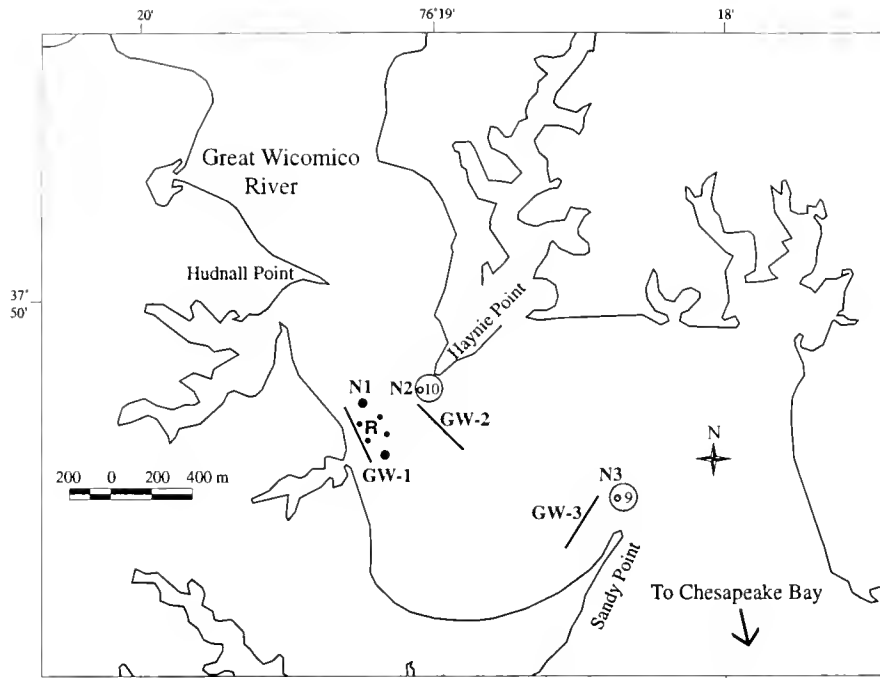 20' 76°19' 18'
Great Wicomico
River
Hudnall Point
37°
50'
Haynie Point
N1 N2 10
R GW-2
N
200 0 200 400 m
GW-1
N3
GW-3 9
Sandy Point
To Chesapeake Bay